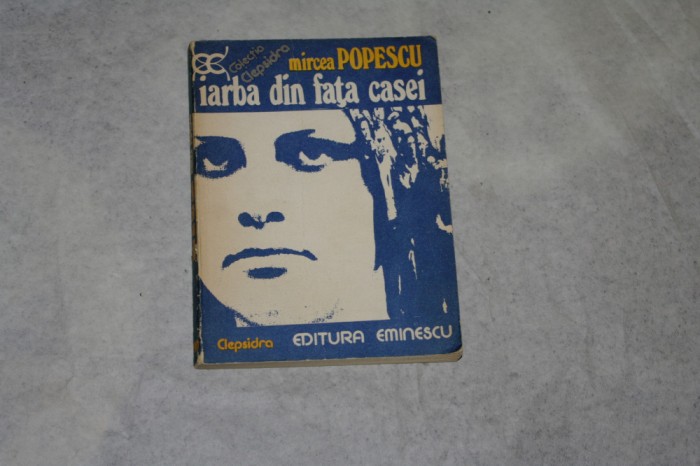 Colecția
Clepsidra
mircea POPESCU
iarba din fața casei
Clepsidra EDITURA EMINESCU